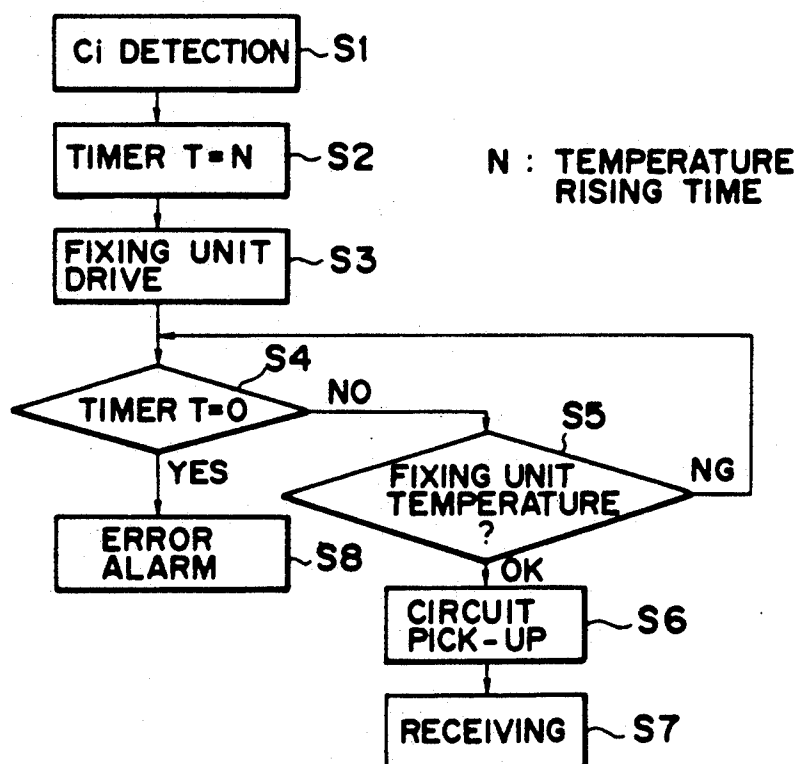 Ci DETECTION
S1
TIMER T=N
S2
N : TEMPERATURE
RISING TIME
FIXING UNIT
DRIVE
S3
S4
TIMER T=0
NO
YES
S5
FIXING UNIT
TEMPERATURE
?
NG
OK
ERROR
ALARM
S8
CIRCUIT
PICK-UP
S6
RECEIVING
S7